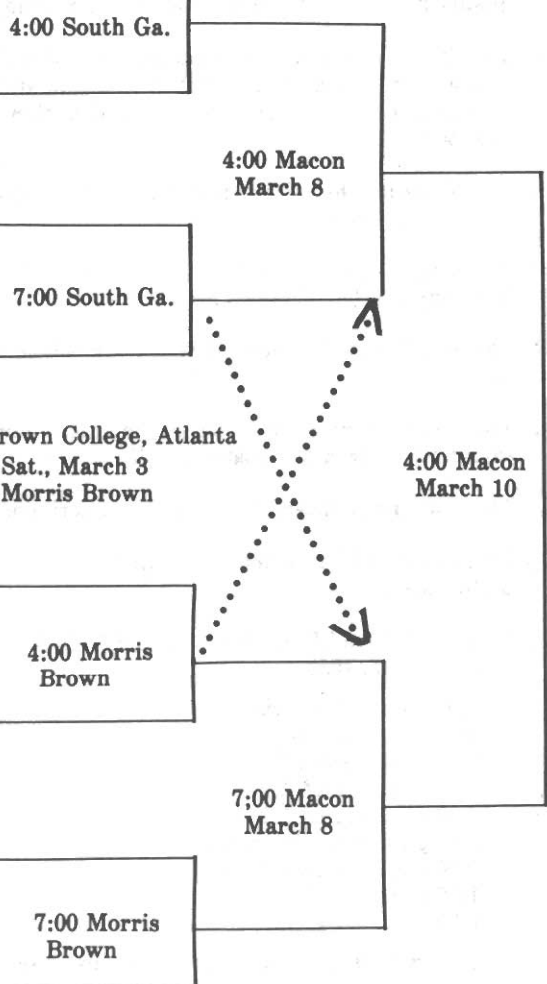 4:00 South Ga.
4:00 Macon
March 8
7:00 South Ga.
rown College, Atlanta
Sat., March 3
Morris Brown
4:00 Macon
March 10
4:00 Morris
Brown
7;00 Macon
March 8
7:00 Morris
Brown